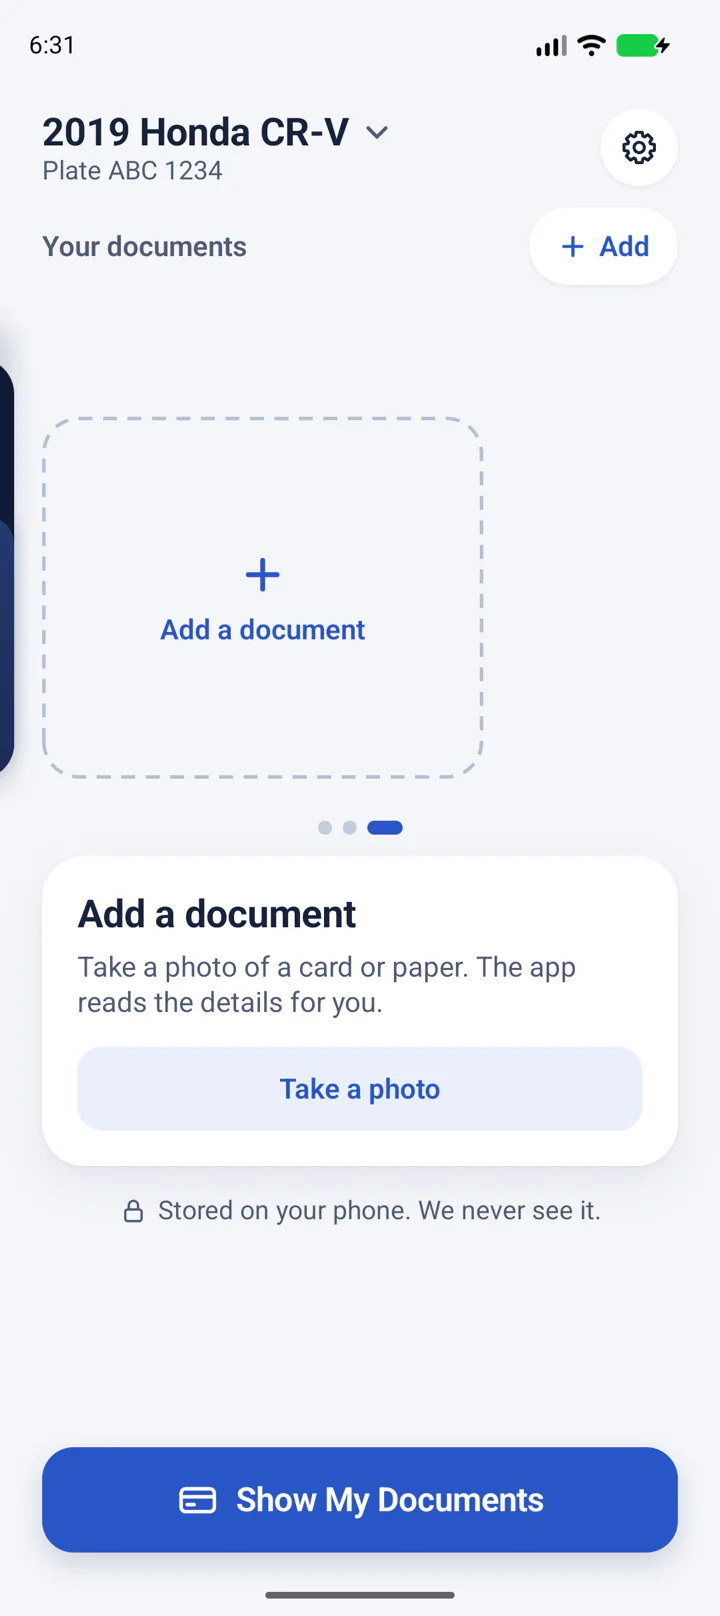 6:31
2019 Honda CR-V
Plate ABC 1234
Your documents
+ Add
Add a document
Add a document
Take a photo of a card or paper. The app
reads the details for you.
Take a photo
Stored on your phone. We never see it.
Show My Documents